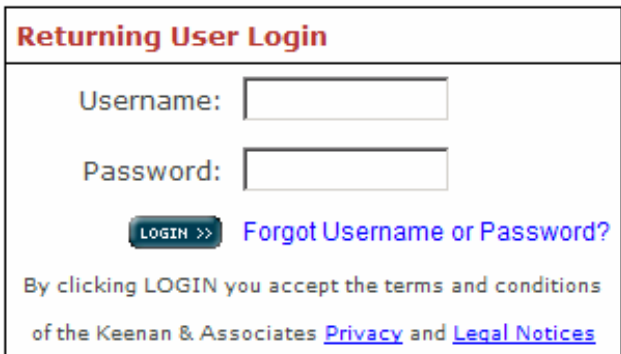 Returning User Login
Username:
Password:
LOGIN >> Forgot Username or Password?
By clicking LOGIN you accept the terms and conditions
of the Keenan & Associates Privacy and Legal Notices